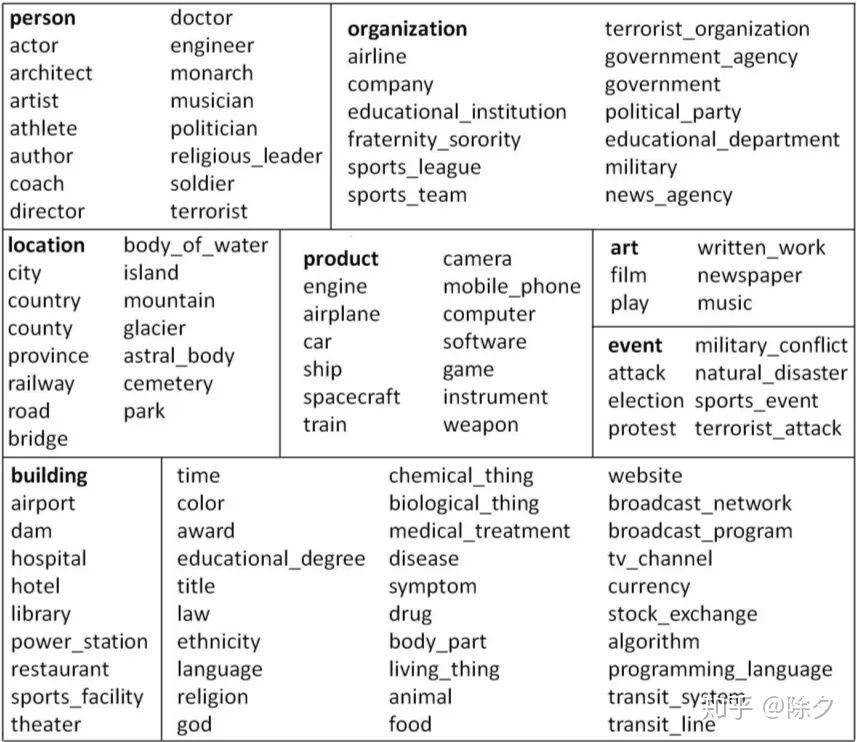 person
actor
architect
artist
athlete
author
coach
director
doctor
engineer
monarch
musician
politician
religious_leader
soldier
terrorist
organization
airline
company
educational_institution
fraternity_sorority
sports_league
sports_team
terrorist_organization
government_agency
government
political_party
educational_department
military
news_agency
location
city
country
county
province
railway
road
bridge
body_of_water
island
mountain
glacier
astral_body
cemetery
park
product
engine
airplane
car
ship
spacecraft
train
camera
mobile_phone
computer
software
game
instrument
weapon
art
film
play
written_work
newspaper
music
event
attack
election
protest
military_conflict
natural_disaster
sports_event
terrorist_attack
building
airport
dam
hospital
hotel
library
power_station
restaurant
sports_facility
theater
time
color
award
educational_degree
title
law
ethnicity
language
religion
god
chemical_thing
biological_thing
medical_treatment
disease
symptom
drug
body_part
living_thing
animal
food
website
broadcast_network
broadcast_program
tv_channel
currency
stock_exchange
algorithm
programming_language
transit_system
transit_line
知乎 @除夕